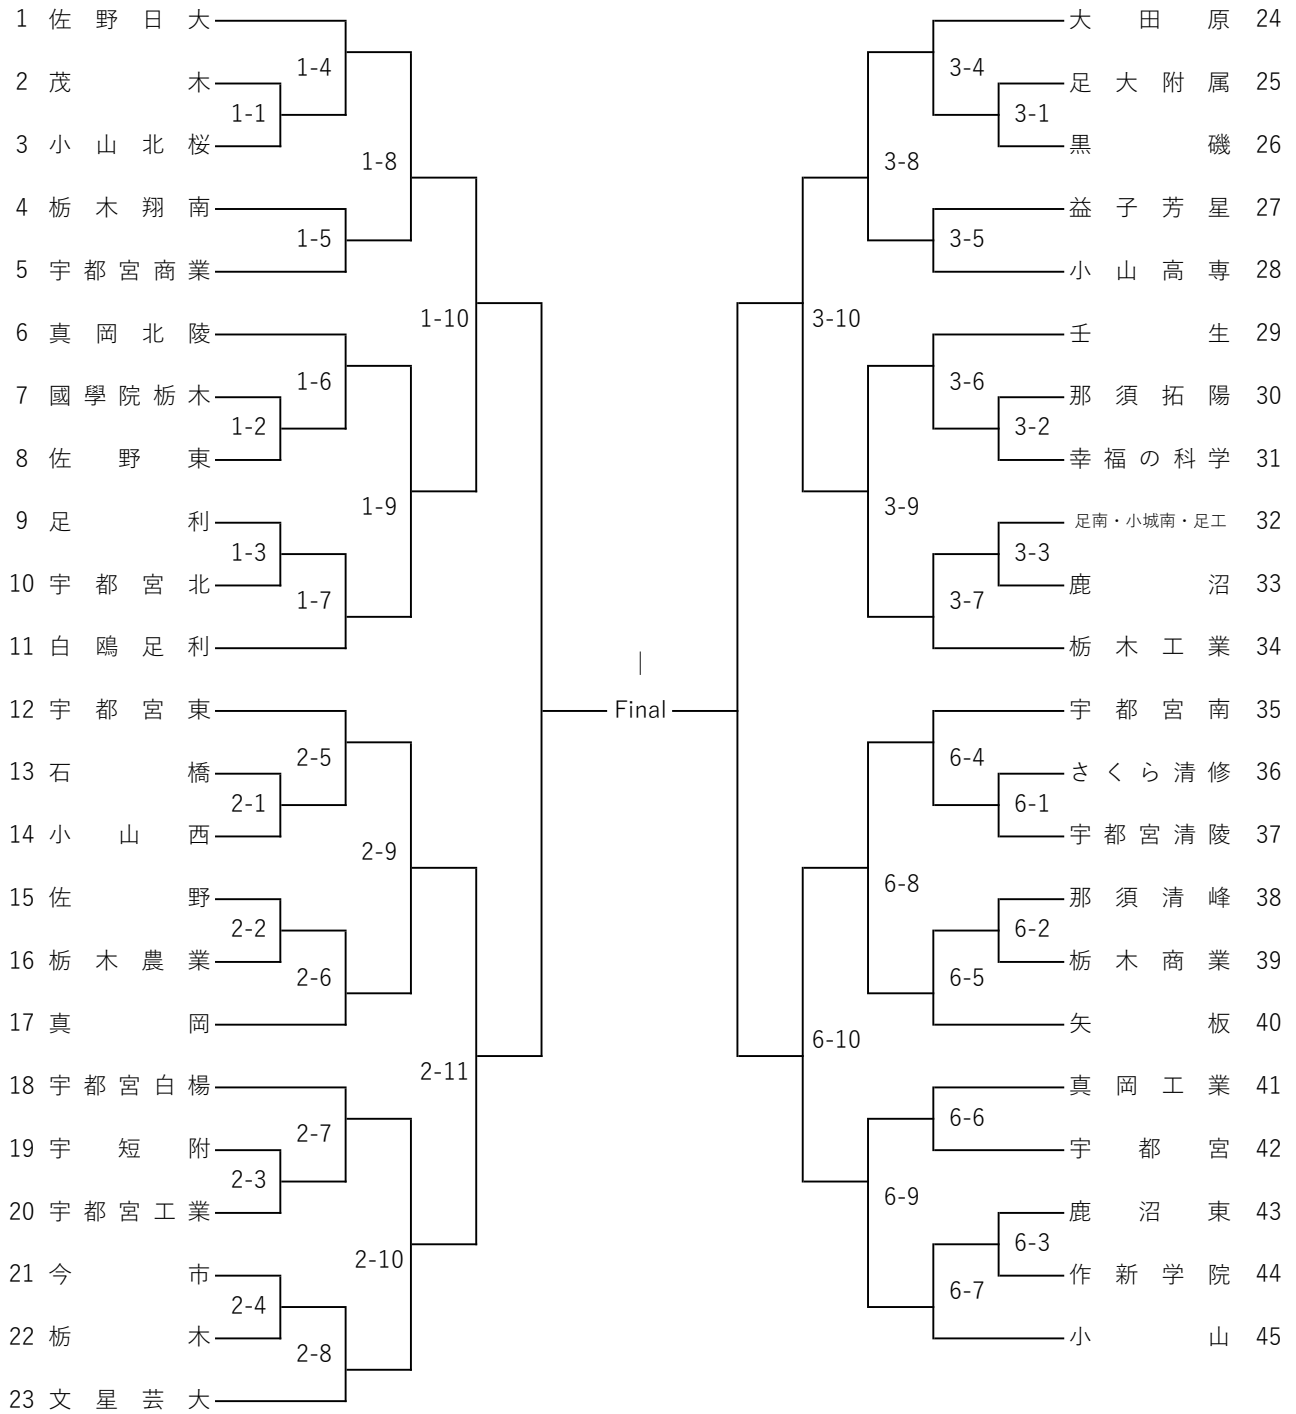 1 佐野日大
1-4
2 茂木
1-1
3 小山北桜
1-8
4 栃木翔南
1-5
5 宇都宮商業
1-10
6 真岡北陵
1-6
7 國學院栃木
1-2
8 佐野東
1-9
9 足利
1-3
10 宇都宮北
1-7
11 白鴎足利
12 宇都宮東
2-5
13 石橋
2-1
14 小山西
2-9
15 佐野
2-2
16 栃木農業
2-6
17 真岡
2-11
18 宇都宮白楊
2-7
19 宇短附
2-3
20 宇都宮工業
2-10
21 今市
2-4
22 栃木
2-8
23 文星芸大
|
Final
大田原 24
3-4
足大附属 25
3-1
黒磯 26
3-8
益子芳星 27
3-5
小山高専 28
3-10
壬生 29
3-6
那須拓陽 30
3-2
幸福の科学 31
3-9
足南・小城南・足工 32
3-3
鹿沼 33
3-7
栃木工業 34
宇都宮南 35
6-4
さくら清修 36
6-1
宇都宮清陵 37
6-8
那須清峰 38
6-2
栃木商業 39
6-5
矢板 40
6-10
真岡工業 41
6-6
宇都宮 42
6-9
鹿沼東 43
6-3
作新学院 44
6-7
小山 45